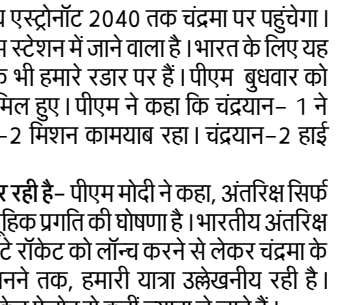 एस्ट्रोनॉट 2040 तक चंद्रमा पर पहुंचेगा।
स्टेशन में जाने वाला है। भारत के लिए यह
भी हमारे रडार पर हैं। पीएम बुधवार को
मिल हुए। पीएम ने कहा कि चंद्रयान– 1 ने
–2 मिशन कामयाब रहा। चंद्रयान–2 हाई
र रही है– पीएम मोदी ने कहा, अंतरिक्ष सिर्फ
हिक प्रगति की घोषणा है। भारतीय अंतरिक्ष
टे रॉकेट को लॉन्च करने से लेकर चंद्रमा के
नने तक, हमारी यात्रा उल्लेखनीय रही है।